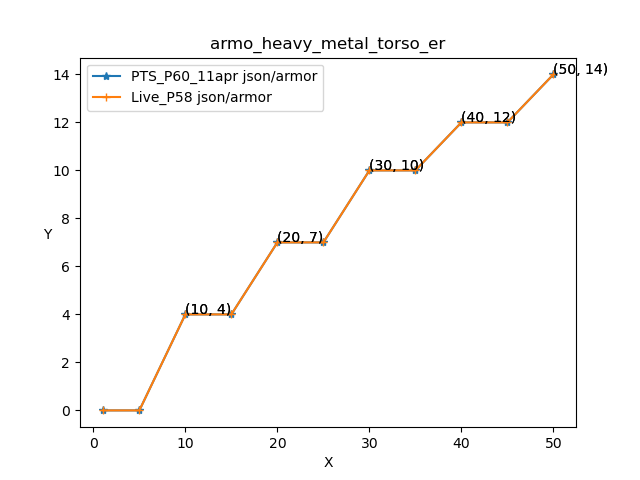 armo_heavy_metal_torso_er
PTS_P60_11apr json/armor
Live_P58 json/armor
(50, 14)
(40, 12)
(30, 10)
(20, 7)
(10, 4)
14
12
10
8
6
4
2
0
Y
0 10 20 30 40 50
X